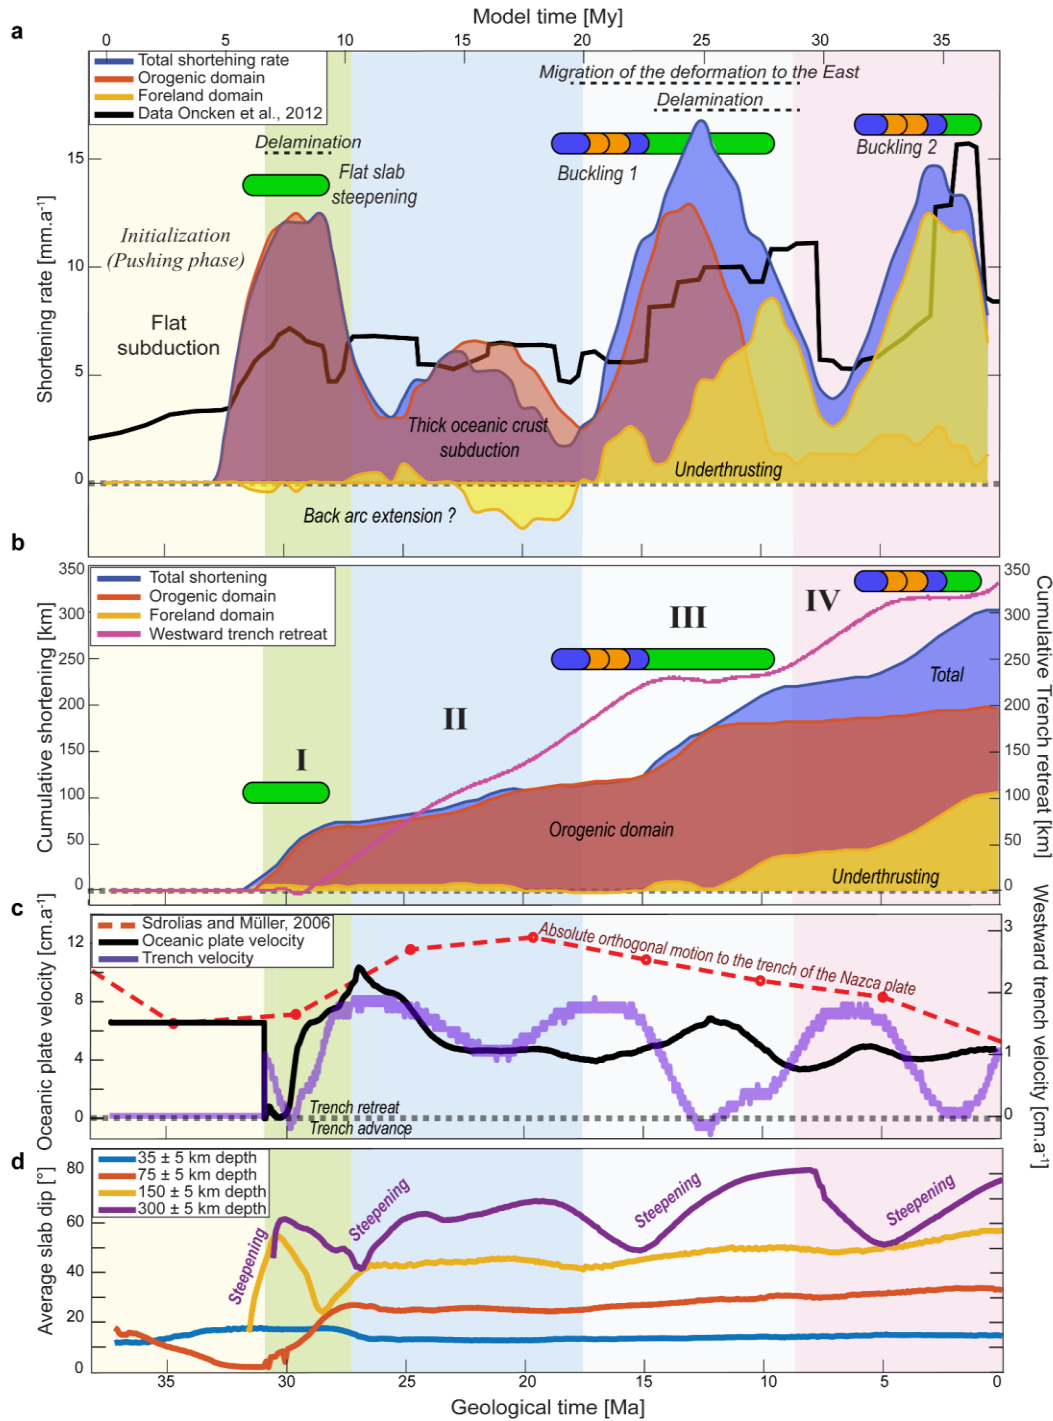 Model time [My]
a
0 5 10 15 20 25 30 35
Total shortening rate
Orogenic domain
Foreland domain
Data Oncken et al., 2012
Migration of the deformation to the East
Delamination
Delamination
Buckling 1
Buckling 2
Flat slab
steepening
Initialization
(Pushing phase)
Flat
subduction
Shortening rate [mm.a-1]
15
10
5
0
Thick oceanic crust
subduction
Underthrusting
Back arc extension ?
b
Total shortening
Orogenic domain
Foreland domain
Westward trench retreat
Cumulative shortening [km]
350
300
250
200
150
100
50
0
I
II
III
IV
Total
Orogenic domain
Underthrusting
350
300
250
200
150
100
50
0
Cumulative Trench retreat [km]
c
Sdrolias and Müller, 2006
Oceanic plate velocity
Trench velocity
Absolute orthogonal motion to the trench of the Nazca plate
Oceanic plate velocity [cm.a-1]
12
8
4
0
Trench retreat
Trench advance
3
2
1
0
Westward trench velocity [cm.a-1]
d
35 ± 5 km depth
75 ± 5 km depth
150 ± 5 km depth
300 ± 5 km depth
Average slab dip [°]
80
60
40
20
0
Steepening
Steepening
Steepening
Steepening
35 30 25 20 15 10 5 0
Geological time [Ma]